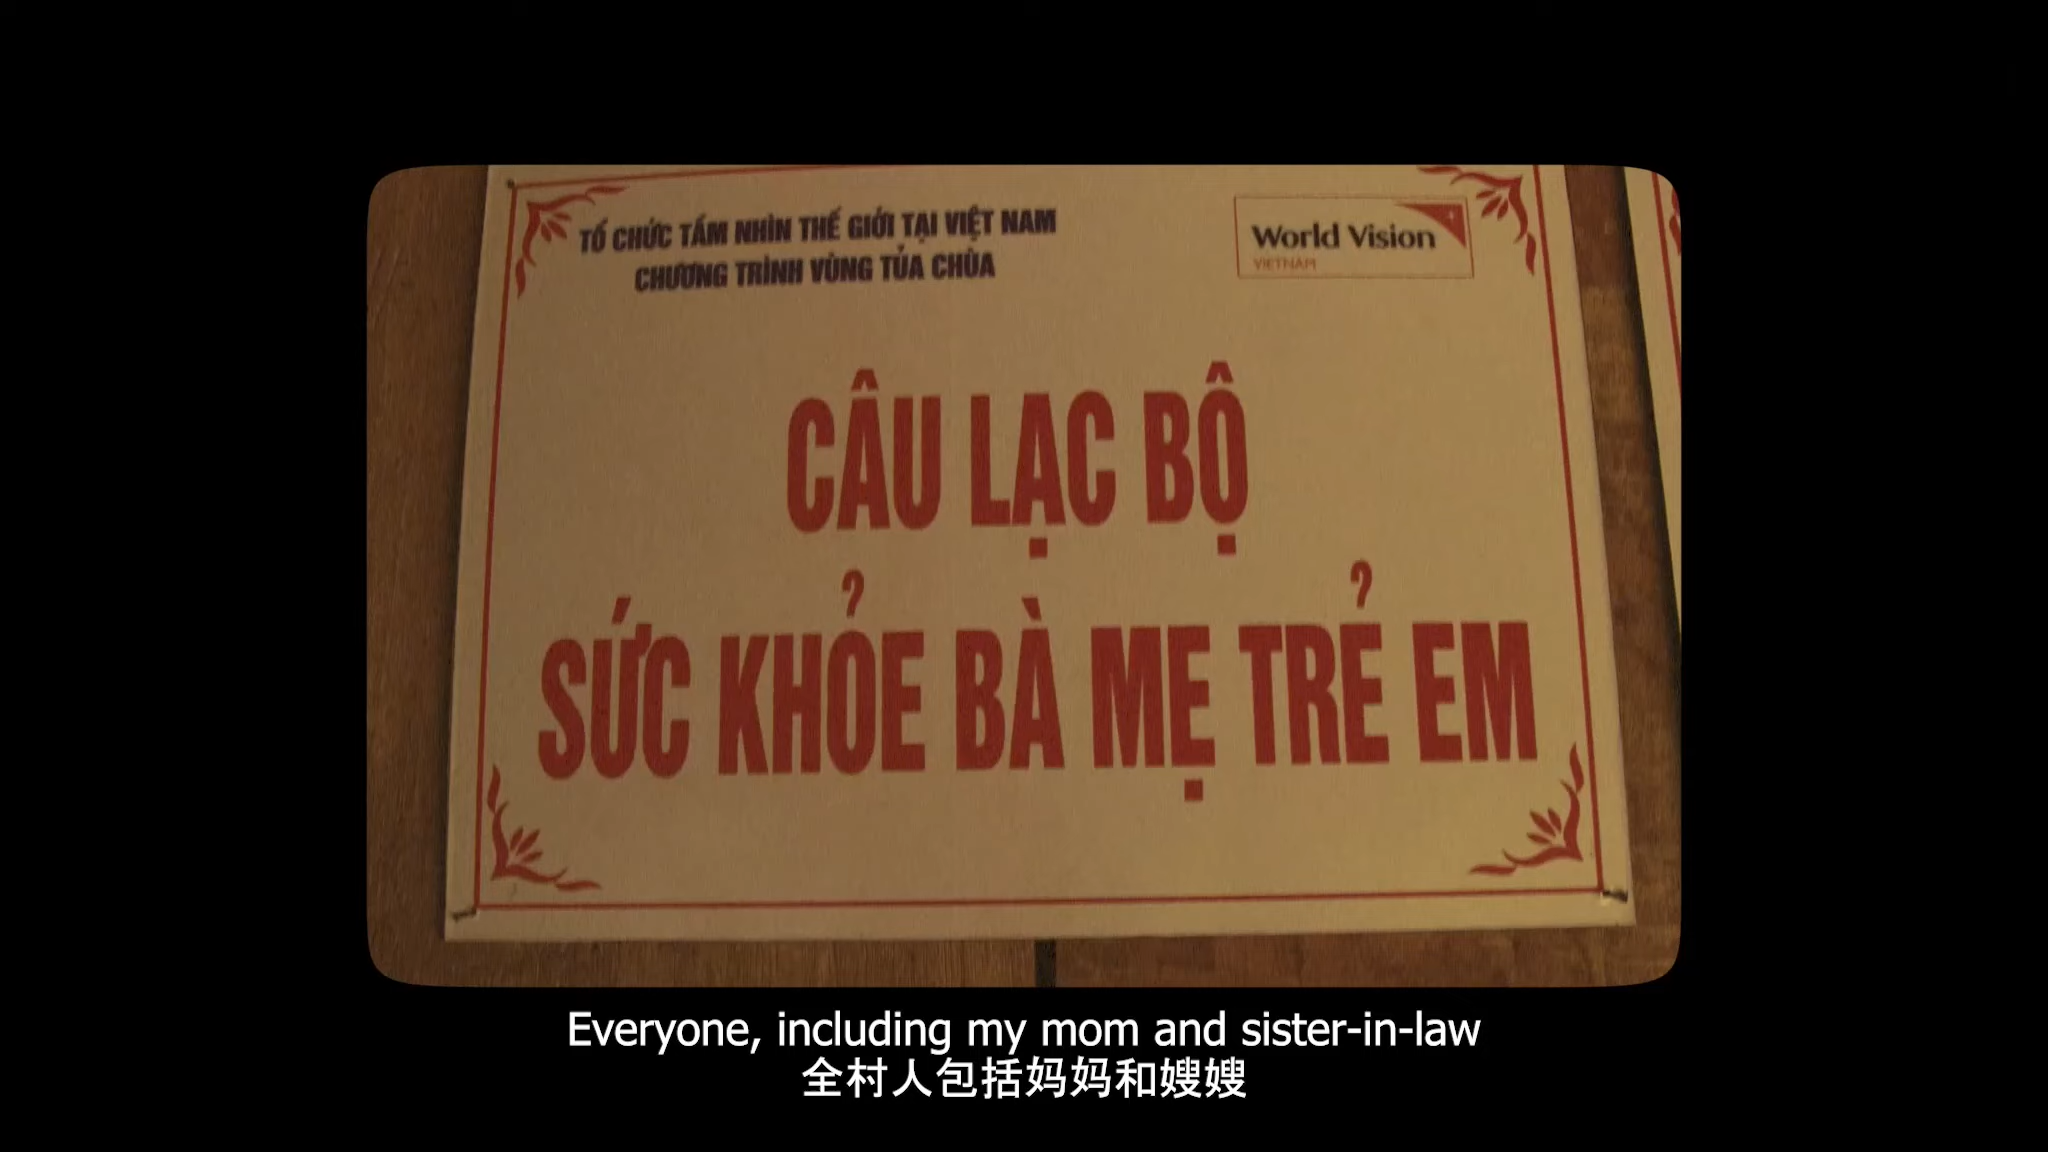 TỔ CHỨC TẦM NHÌN THẾ GIỚI TẠI VIỆT NAM
CHƯƠNG TRÌNH VÙNG TỦA CHÙA
World Vision
VIETNAM
CÂU LẠC BỘ
SỨC KHỎE BÀ MẸ TRẺ EM
Everyone, including my mom and sister-in-law
全村人包括妈妈和嫂嫂